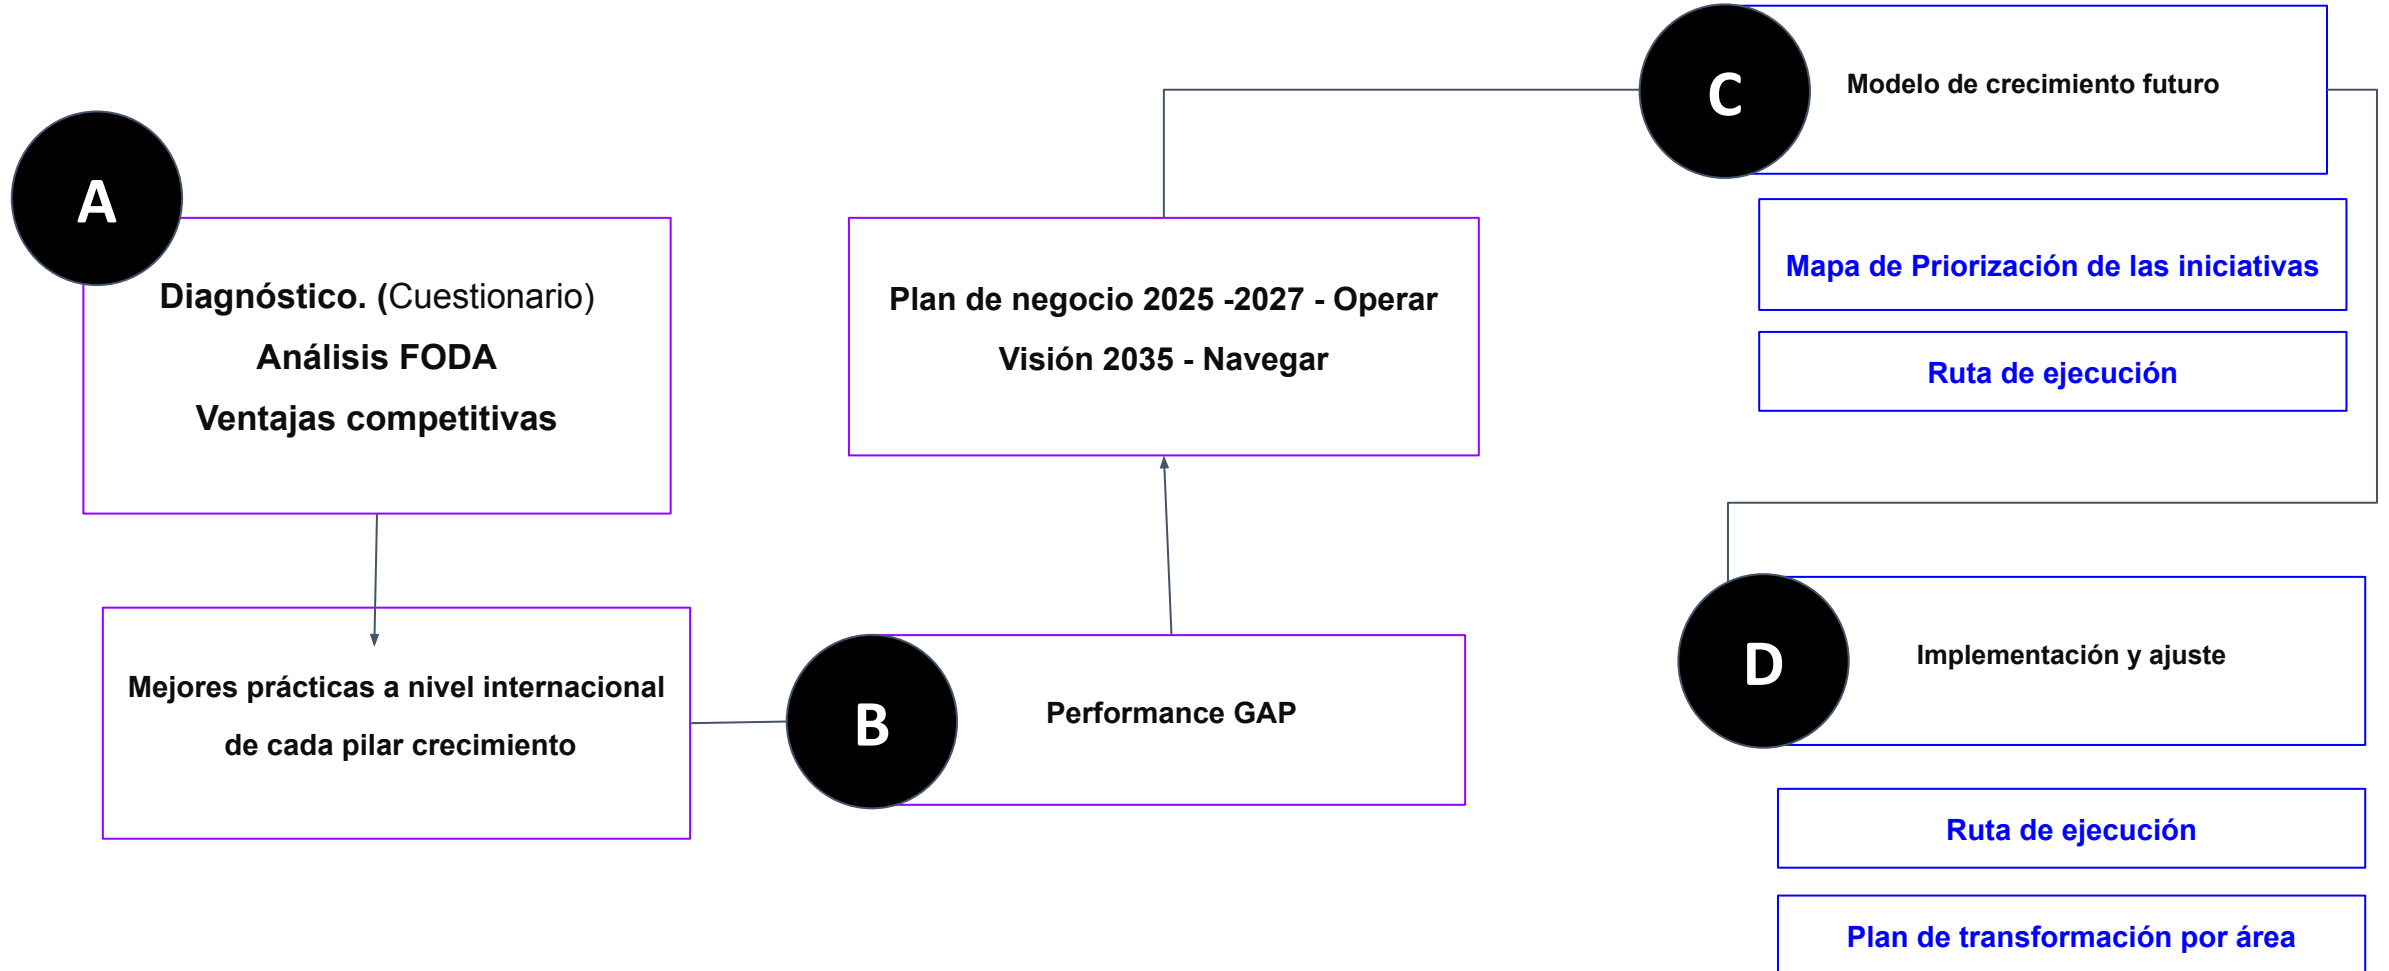 A
Diagnóstico. (Cuestionario)
Análisis FODA
Ventajas competitivas
Mejores prácticas a nivel internacional
de cada pilar crecimiento
B
Performance GAP
Plan de negocio 2025 -2027 - Operar
Visión 2035 - Navegar
C
Modelo de crecimiento futuro
Mapa de Priorización de las iniciativas
Ruta de ejecución
D
Implementación y ajuste
Ruta de ejecución
Plan de transformación por área